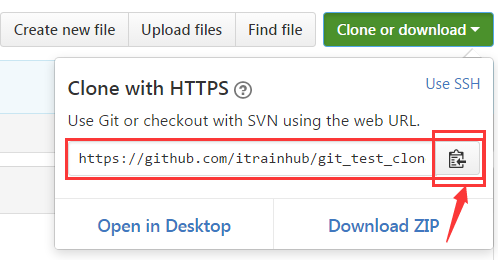 Create new file Upload files Find file Clone or download
Clone with HTTPS ?
Use SSH
Use Git or checkout with SVN using the web URL.
https://github.com/itrainhub/git_test_clon
Open in Desktop Download ZIP